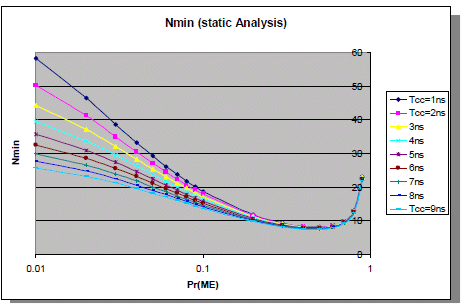 Nmin (static Analysis)
60
50
40
30
20
10
0
Nmin
0.01
0.1
1
Pr(ME)
Tcc=1ns
Tcc=2ns
3ns
4ns
5ns
6ns
7ns
8ns
Tcc=9ns